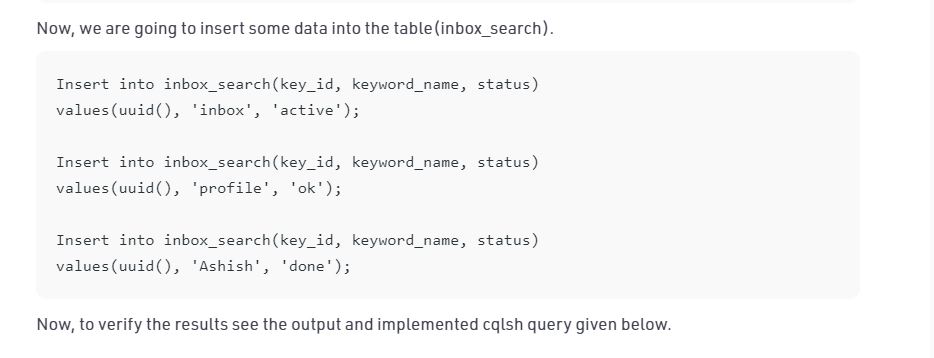 Now, we are going to insert some data into the table(inbox_search).
Insert into inbox_search(key_id, keyword_name, status)
values(uuid(), 'inbox', 'active');
Insert into inbox_search(key_id, keyword_name, status)
values(uuid(), 'profile', 'ok');
Insert into inbox_search(key_id, keyword_name, status)
values(uuid(), 'Ashish', 'done');
Now, to verify the results see the output and implemented cqlsh query given below.